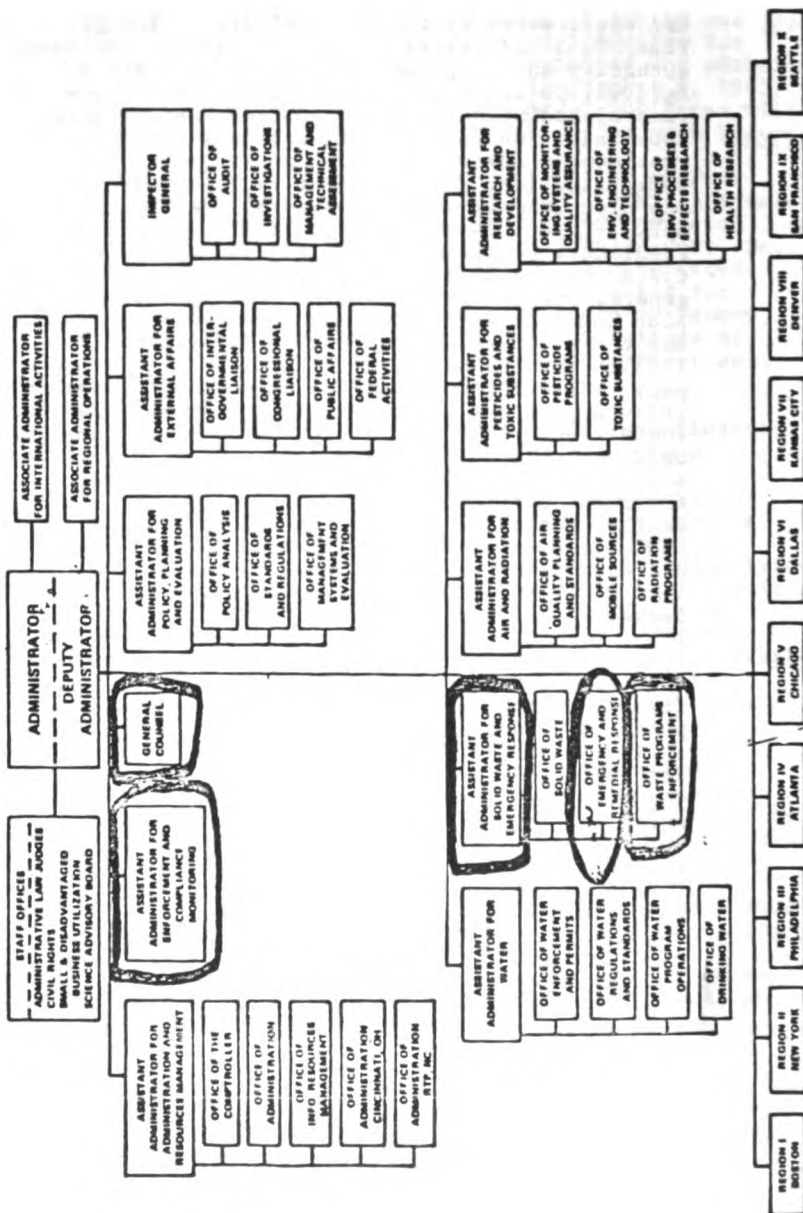 ADMINISTRATOR
DEPUTY
ADMINISTRATOR
STAFF OFFICES
ADMINISTRATIVE LAW JUDGES
CIVIL RIGHTS
SMALL & DISADVANTAGED
BUSINESS UTILIZATION
SCIENCE ADVISORY BOARD
ASSOCIATE ADMINISTRATOR
FOR INTERNATIONAL ACTIVITIES
ASSOCIATE ADMINISTRATOR
FOR REGIONAL OPERATIONS
ASSISTANT
ADMINISTRATOR FOR
ADMINISTRATION AND
RESOURCES MANAGEMENT
OFFICE OF THE
COMPTROLLER
OFFICE OF
ADMINISTRATION
OFFICE OF
INFO RESOURCES
MANAGEMENT
OFFICE OF
ADMINISTRATION
CINCINNATI, OH
OFFICE OF
ADMINISTRATION
RTP, NC
ASSISTANT
ADMINISTRATOR FOR
ENFORCEMENT AND
COMPLIANCE
MONITORING
GENERAL
COUNSEL
ASSISTANT
ADMINISTRATOR FOR
POLICY, PLANNING
AND EVALUATION
OFFICE OF
POLICY ANALYSIS
OFFICE OF
STANDARDS
AND REGULATIONS
OFFICE OF
MANAGEMENT
SYSTEMS AND
EVALUATION
ASSISTANT
ADMINISTRATOR FOR
EXTERNAL AFFAIRS
OFFICE OF INTER-
GOVERNMENTAL
LIAISON
OFFICE OF
CONGRESSIONAL
LIAISON
OFFICE OF
PUBLIC AFFAIRS
OFFICE OF
FEDERAL
ACTIVITIES
INSPECTOR
GENERAL
OFFICE OF
AUDIT
OFFICE OF
INVESTIGATIONS
OFFICE OF
MANAGEMENT AND
TECHNICAL
ASSESSMENT
ASSISTANT
ADMINISTRATOR FOR
WATER
OFFICE OF WATER
ENFORCEMENT
AND PERMITS
OFFICE OF WATER
REGULATIONS
AND STANDARDS
OFFICE OF WATER
PROGRAM
OPERATIONS
OFFICE OF
DRINKING WATER
ASSISTANT
ADMINISTRATOR FOR
SOLID WASTE AND
EMERGENCY RESPONSE
OFFICE OF
SOLID WASTE
OFFICE OF
EMERGENCY AND
REMEDIAL RESPONSE
OFFICE OF
WASTE PROGRAMS
ENFORCEMENT
ASSISTANT
ADMINISTRATOR FOR
AIR AND RADIATION
OFFICE OF AIR
QUALITY PLANNING
AND STANDARDS
OFFICE OF
MOBILE SOURCES
OFFICE OF
RADIATION
PROGRAMS
ASSISTANT
ADMINISTRATOR FOR
PESTICIDES AND
TOXIC SUBSTANCES
OFFICE OF
PESTICIDE
PROGRAMS
OFFICE OF
TOXIC SUBSTANCES
ASSISTANT
ADMINISTRATOR FOR
RESEARCH AND
DEVELOPMENT
OFFICE OF MONITOR-
ING SYSTEMS AND
QUALITY ASSURANCE
OFFICE OF
ENV. ENGINEERING
AND TECHNOLOGY
OFFICE OF
ENV. PROCESSES &
EFFECTS RESEARCH
OFFICE OF
HEALTH RESEARCH
REGION I
BOSTON
REGION II
NEW YORK
REGION III
PHILADELPHIA
REGION IV
ATLANTA
REGION V
CHICAGO
REGION VI
DALLAS
REGION VII
KANSAS CITY
REGION VIII
DENVER
REGION IX
SAN FRANCISCO
REGION X
SEATTLE